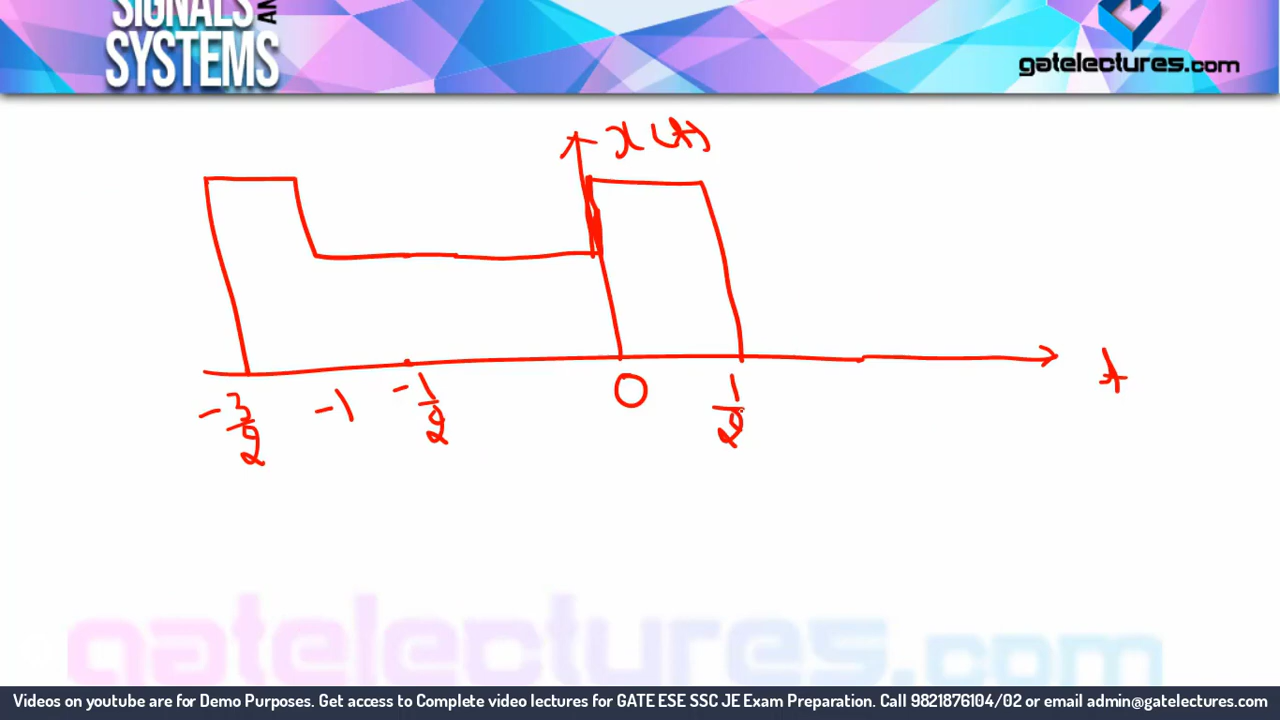 SIGNALS AND
SYSTEMS
gatelectures.com
x(t)
-3/2 -1 -1/2 0 1/2 t
gatelectures.com
Videos on youtube are for Demo Purposes. Get access to Complete video lectures for GATE ESE SSC JE Exam Preparation. Call 9821876104/02 or email admin@gatelectures.com